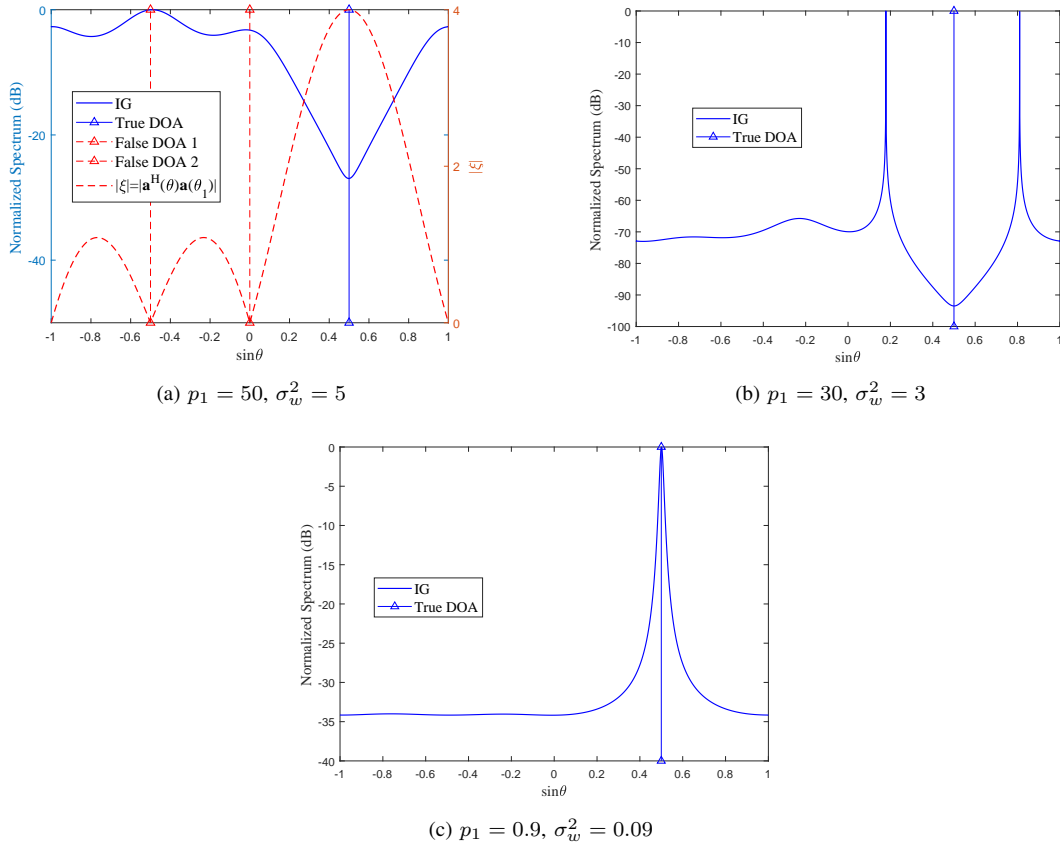 0
-20
-40
Normalized Spectrum (dB)
4
2
0
|ξ|
IG
True DOA
False DOA 1
False DOA 2
|ξ|=|a^H(θ)a(θ_1)|
-1 -0.8 -0.6 -0.4 -0.2 0 0.2 0.4 0.6 0.8 1
sinθ
(a) p_1 = 50, σ_w^2 = 5
0
-10
-20
-30
-40
-50
-60
-70
-80
-90
-100
Normalized Spectrum (dB)
IG
True DOA
-1 -0.8 -0.6 -0.4 -0.2 0 0.2 0.4 0.6 0.8 1
sinθ
(b) p_1 = 30, σ_w^2 = 3
0
-5
-10
-15
-20
-25
-30
-35
-40
Normalized Spectrum (dB)
IG
True DOA
-1 -0.8 -0.6 -0.4 -0.2 0 0.2 0.4 0.6 0.8 1
sinθ
(c) p_1 = 0.9, σ_w^2 = 0.09